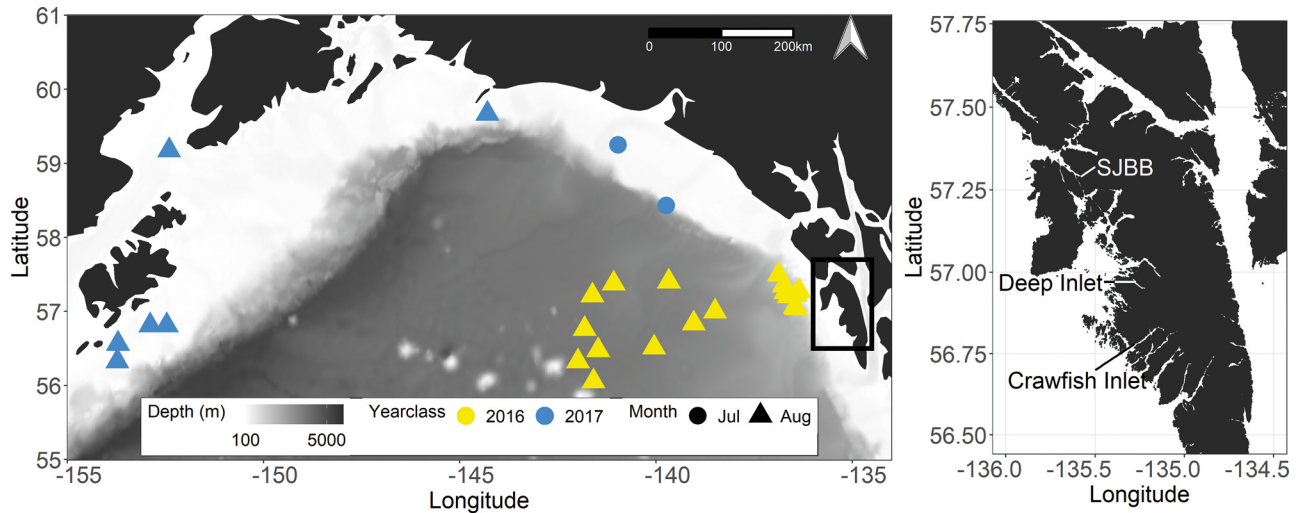 61
60
59
58
57
56
55
Latitude
0 100 200km
Depth (m)
100 5000
Yearclass 2016 2017
Month Jul Aug
-155 -150 -145 -140 -135
Longitude
57.75
57.50
57.25
57.00
56.75
56.50
Latitude
SJBB
Deep Inlet
Crawfish Inlet
-136.0 -135.5 -135.0 -134.5
Longitude